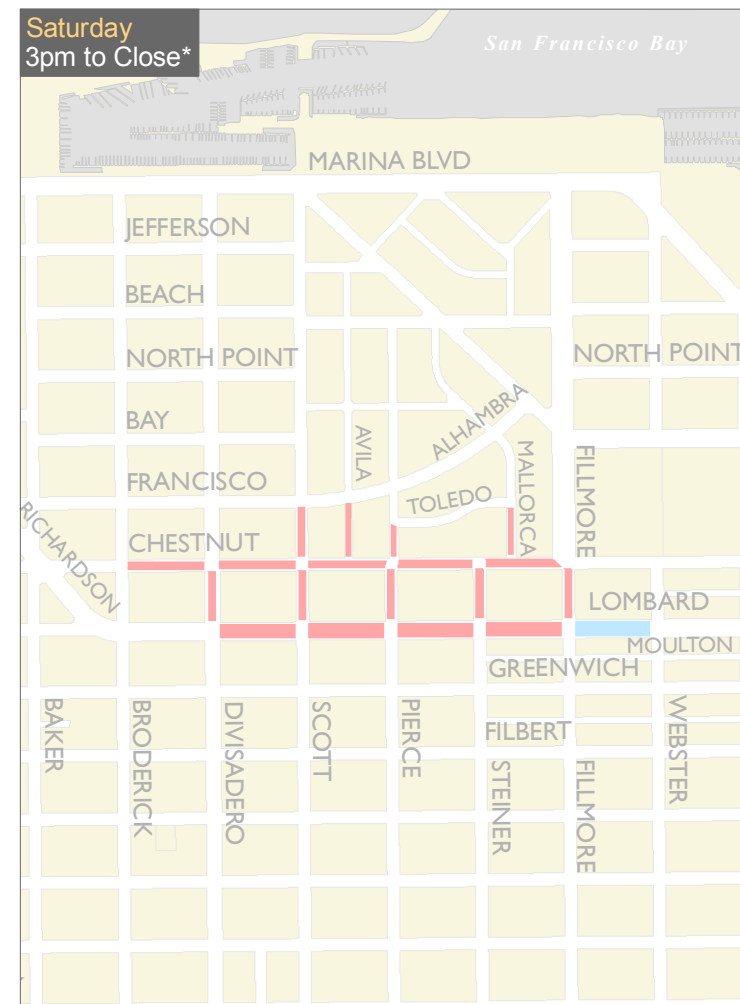 Saturday
3pm to Close*
San Francisco Bay
MARINA BLVD
JEFFERSON
BEACH
NORTH POINT
NORTH POINT
BAY
ALHAMBRA
AVILA
MALLORCA
FILLMORE
FRANCISCO
TOLEDO
RICHARDSON
CHESTNUT
LOMBARD
MOULTON
GREENWICH
BAKER
BRODERICK
DIVISADERO
SCOTT
PIERCE
FILBERT
WEBSTER
STEINER
FILLMORE